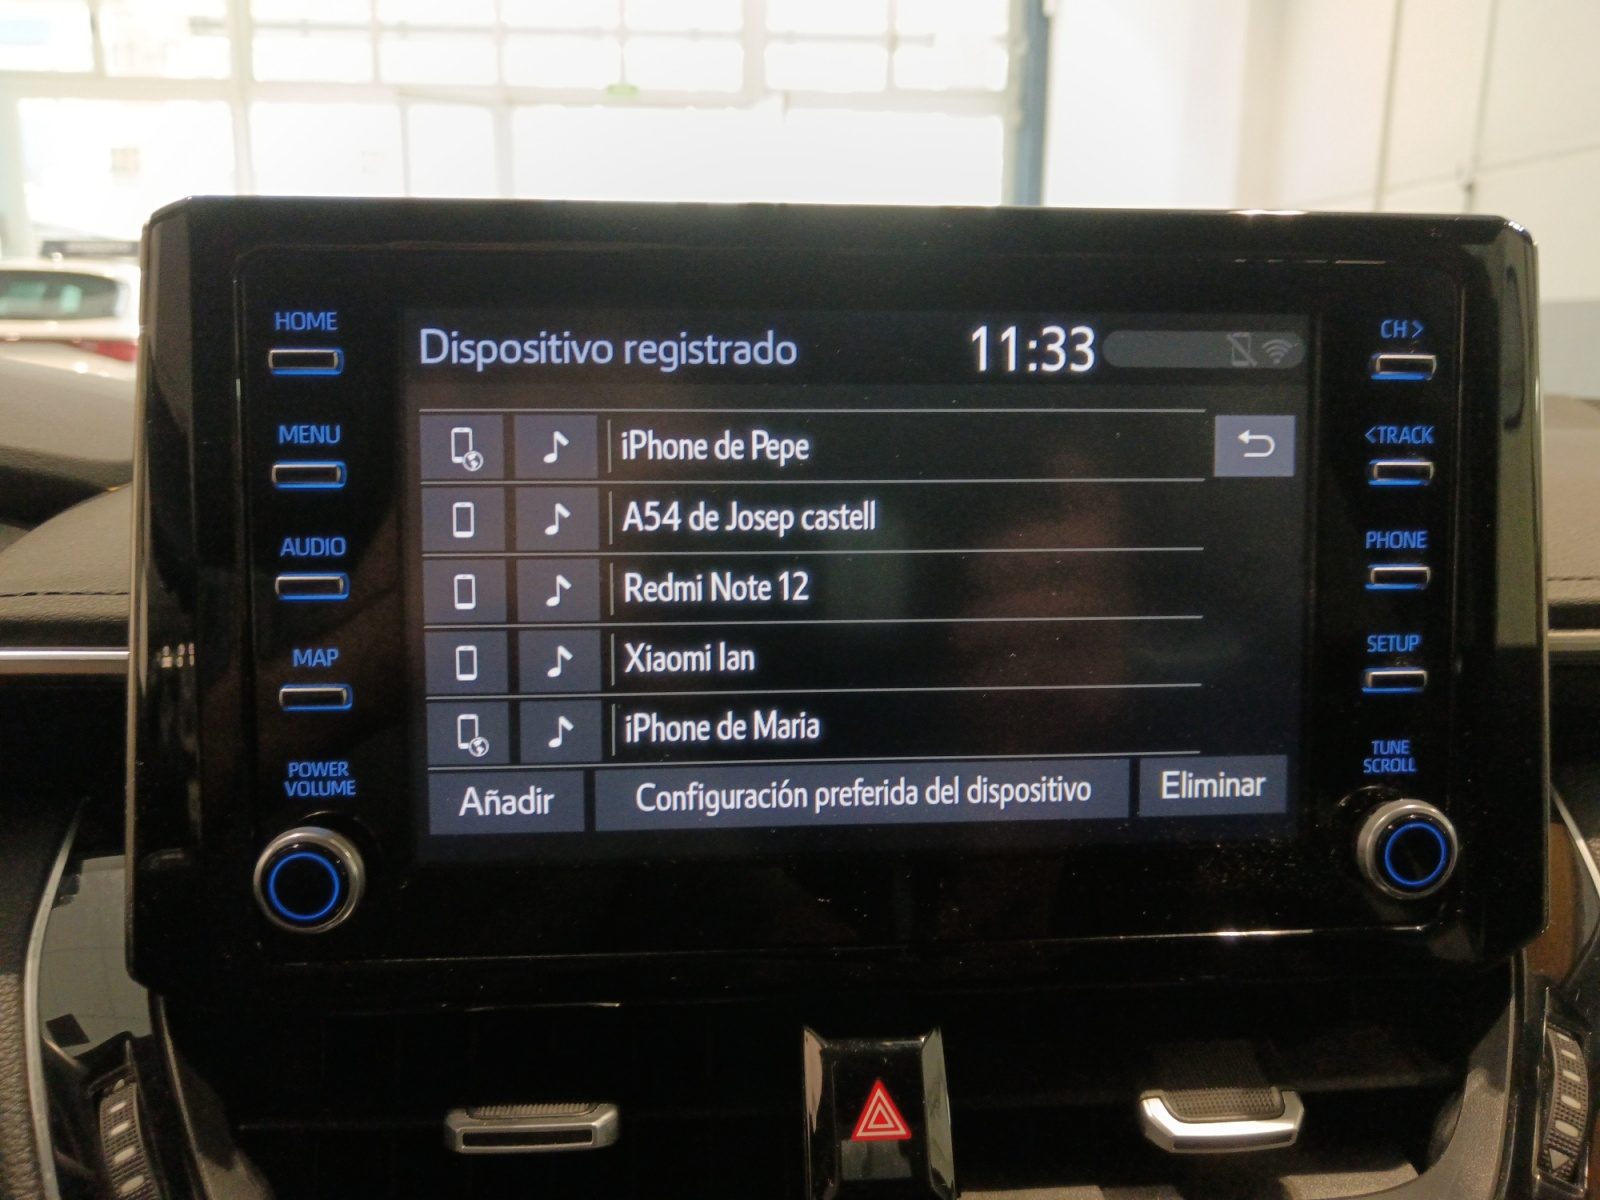 HOME
MENU
AUDIO
MAP
POWER
VOLUME
Dispositivo registrado
11:33
iPhone de Pepe
A54 de Josep castell
Redmi Note 12
Xiaomi Ian
iPhone de Maria
Añadir
Configuración preferida del dispositivo
Eliminar
CH>
<TRACK
PHONE
SETUP
TUNE
SCROLL